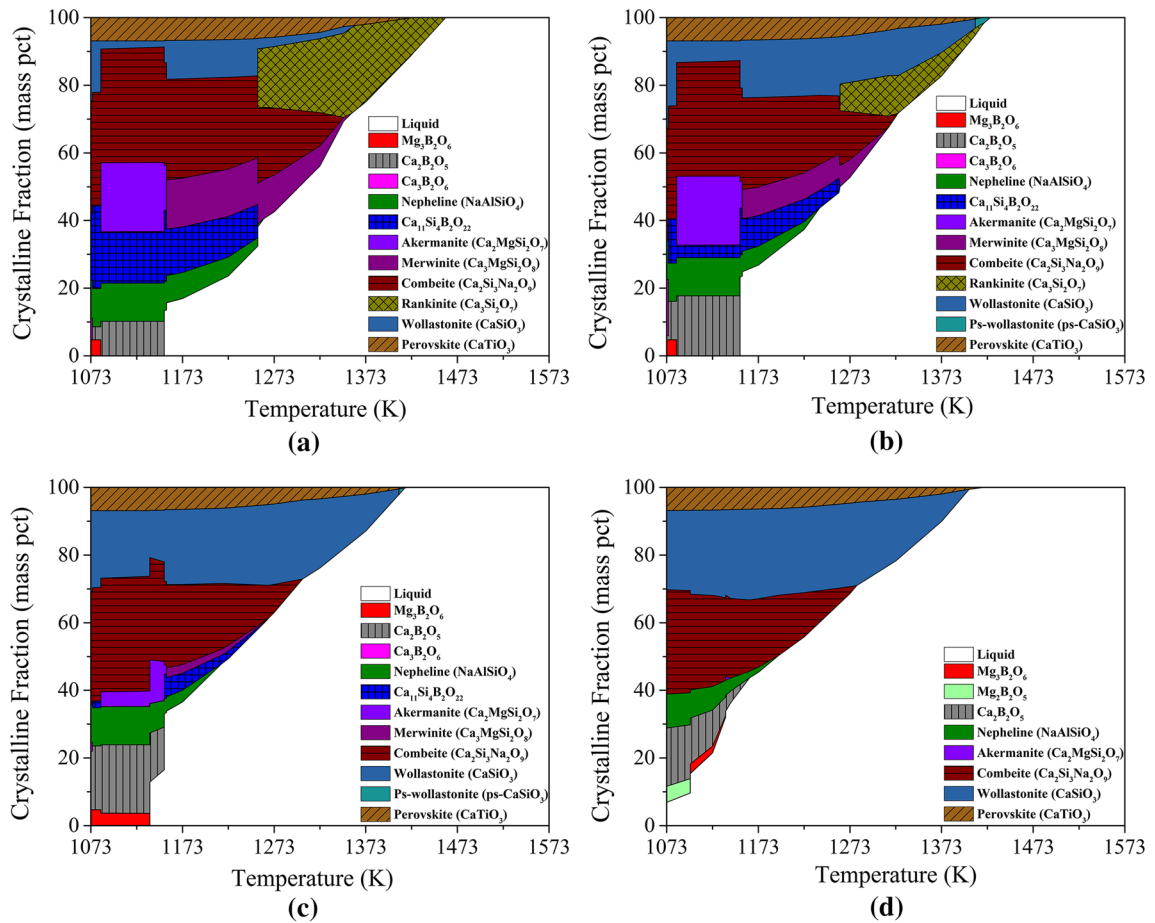 Crystalline Fraction (mass pct)
100
80
60
40
20
0
Liquid
Mg₃B₂O₆
Ca₂B₂O₅
Ca₃B₂O₆
Nepheline (NaAlSiO₄)
Ca₁₁Si₄B₂O₂₂
Akermanite (Ca₂MgSi₂O₇)
Merwinite (Ca₃MgSi₂O₈)
Combeite (Ca₂Si₃Na₂O₉)
Rankinite (Ca₃Si₂O₇)
Wollastonite (CaSiO₃)
Perovskite (CaTiO₃)
1073 1173 1273 1373 1473 1573
Temperature (K)
(a)
Crystalline Fraction (mass pct)
100
80
60
40
20
0
Liquid
Mg₃B₂O₆
Ca₂B₂O₅
Ca₃B₂O₆
Nepheline (NaAlSiO₄)
Ca₁₁Si₄B₂O₂₂
Akermanite (Ca₂MgSi₂O₇)
Merwinite (Ca₃MgSi₂O₈)
Combeite (Ca₂Si₃Na₂O₉)
Rankinite (Ca₃Si₂O₇)
Wollastonite (CaSiO₃)
Ps-wollastonite (ps-CaSiO₃)
Perovskite (CaTiO₃)
1073 1173 1273 1373 1473 1573
Temperature (K)
(b)
Crystalline Fraction (mass pct)
100
80
60
40
20
0
Liquid
Mg₃B₂O₆
Ca₂B₂O₅
Ca₃B₂O₆
Nepheline (NaAlSiO₄)
Ca₁₁Si₄B₂O₂₂
Akermanite (Ca₂MgSi₂O₇)
Merwinite (Ca₃MgSi₂O₈)
Combeite (Ca₂Si₃Na₂O₉)
Wollastonite (CaSiO₃)
Ps-wollastonite (ps-CaSiO₃)
Perovskite (CaTiO₃)
1073 1173 1273 1373 1473 1573
Temperature (K)
(c)
Crystalline Fraction (mass pct)
100
80
60
40
20
0
Liquid
Mg₃B₂O₆
Mg₂B₂O₅
Ca₂B₂O₅
Nepheline (NaAlSiO₄)
Akermanite (Ca₂MgSi₂O₇)
Combeite (Ca₂Si₃Na₂O₉)
Wollastonite (CaSiO₃)
Perovskite (CaTiO₃)
1073 1173 1273 1373 1473 1573
Temperature (K)
(d)